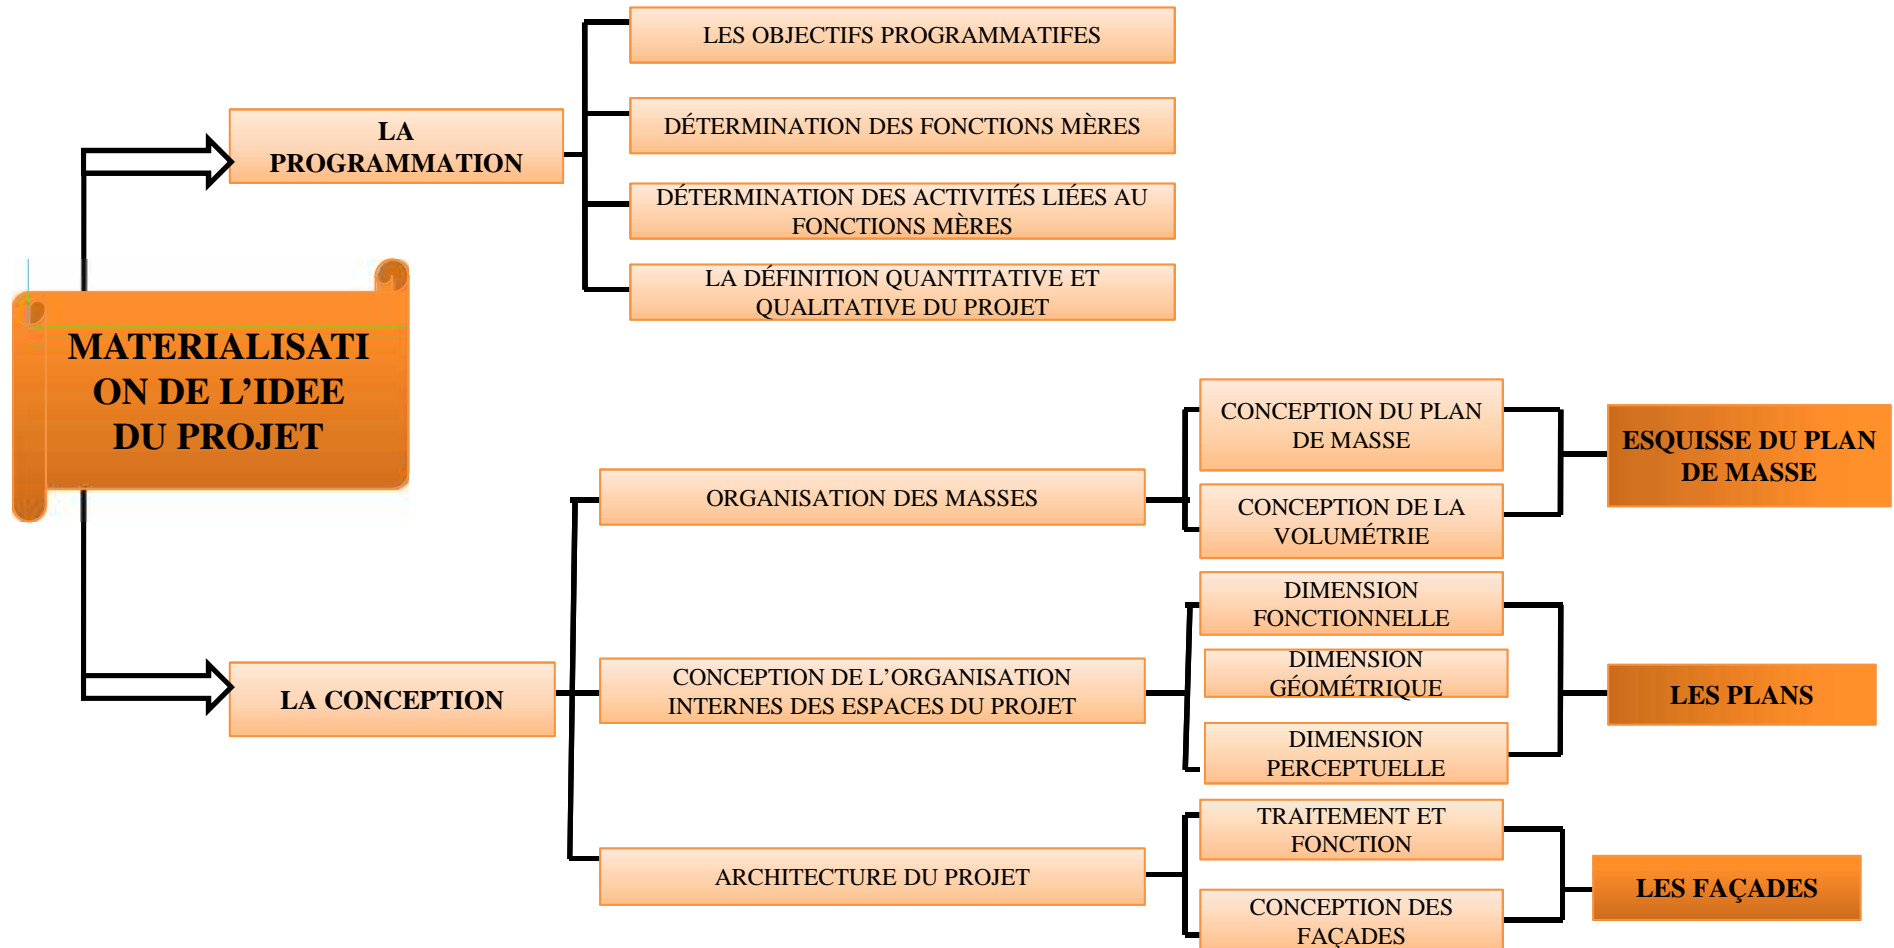 LES OBJECTIFS PROGRAMMATIFES
LA
PROGRAMMATION
DÉTERMINATION DES FONCTIONS MÈRES
DÉTERMINATION DES ACTIVITÉS LIÉES AU
FONCTIONS MÈRES
LA DÉFINITION QUANTITATIVE ET
QUALITATIVE DU PROJET
MATERIALISATI
ON DE L’IDEE
DU PROJET
LA CONCEPTION
ORGANISATION DES MASSES
CONCEPTION DU PLAN
DE MASSE
CONCEPTION DE LA
VOLUMÉTRIE
ESQUISSE DU PLAN
DE MASSE
CONCEPTION DE L’ORGANISATION
INTERNES DES ESPACES DU PROJET
DIMENSION
FONCTIONNELLE
DIMENSION
GÉOMÉTRIQUE
DIMENSION
PERCEPTUELLE
LES PLANS
ARCHITECTURE DU PROJET
TRAITEMENT ET
FONCTION
CONCEPTION DES
FAÇADES
LES FAÇADES